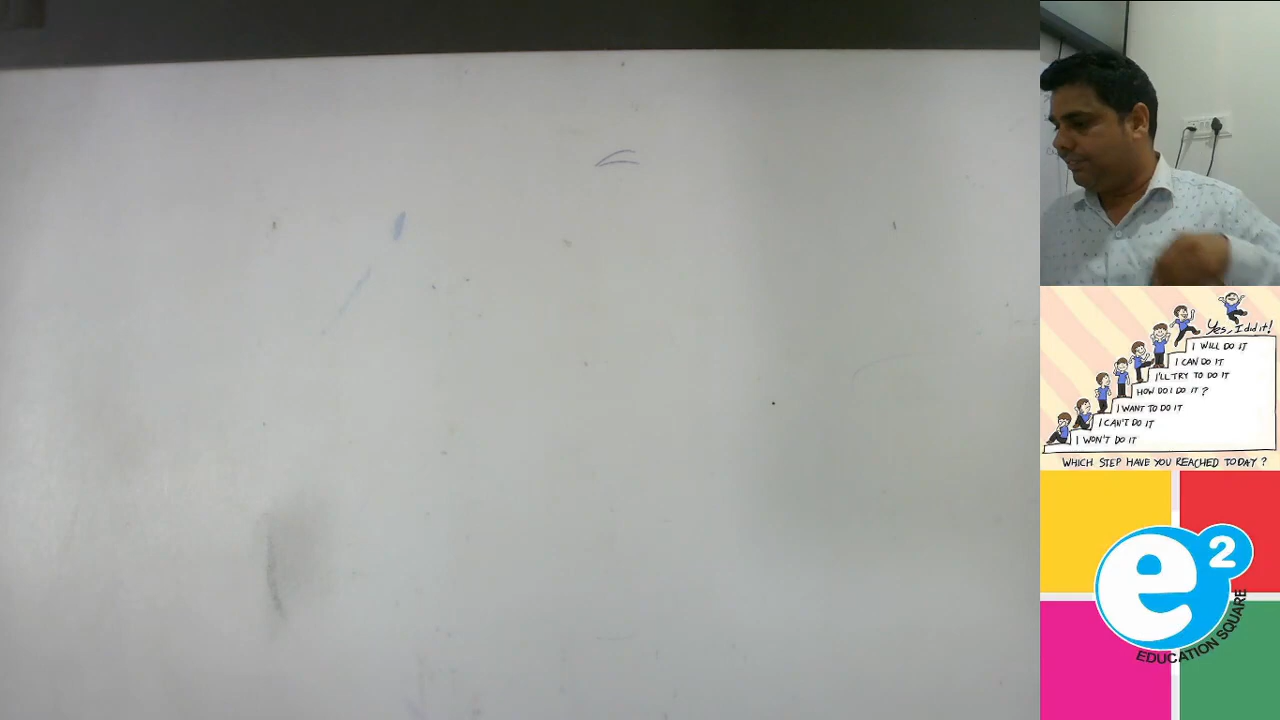 Yes, I did it!
I WILL DO IT
I CAN DO IT
I'LL TRY TO DO IT
HOW DO I DO IT ?
I WANT TO DO IT
I CAN'T DO IT
I WON'T DO IT
WHICH STEP HAVE YOU REACHED TODAY ?
e2
EDUCATION SQUARE